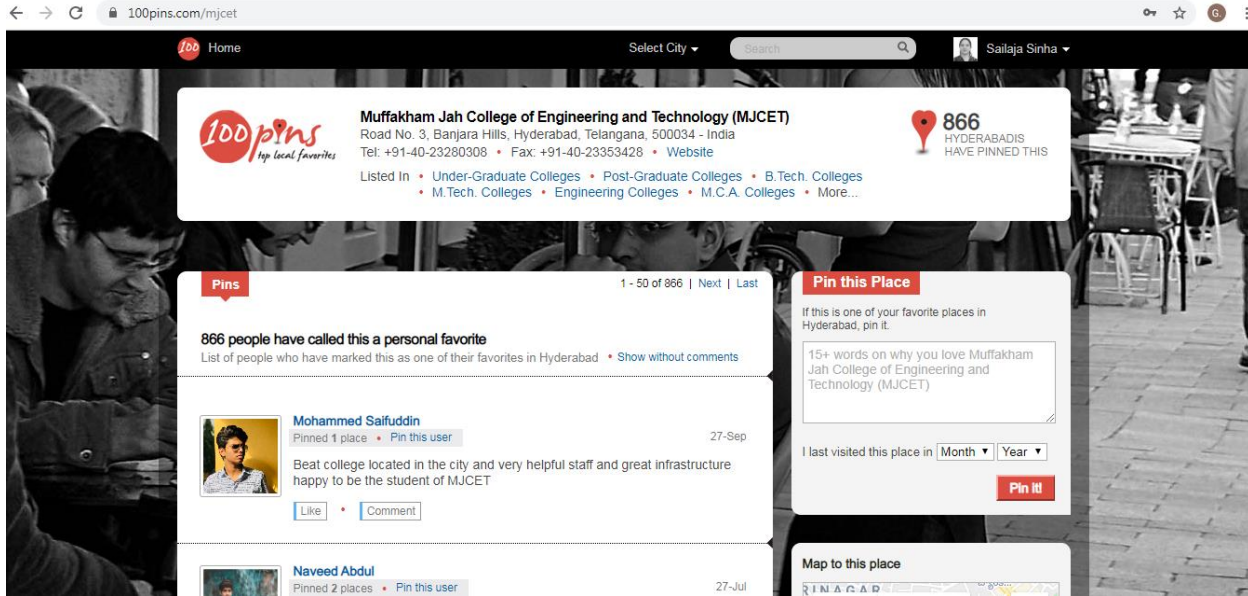 100pins.com/mjcet
G.
100 Home
Select City
Search
Sailaja Sinha
100 pins
top local favorites
Muffakham Jah College of Engineering and Technology (MJCET)
Road No. 3, Banjara Hills, Hyderabad, Telangana, 500034 - India
Tel: +91-40-23280308 • Fax: +91-40-23353428 • Website
Listed In • Under-Graduate Colleges • Post-Graduate Colleges • B.Tech. Colleges
• M.Tech. Colleges • Engineering Colleges • M.C.A. Colleges • More...
866
HYDERABADIS
HAVE PINNED THIS
Pins
1 - 50 of 866 | Next | Last
866 people have called this a personal favorite
List of people who have marked this as one of their favorites in Hyderabad • Show without comments
Mohammed Saifuddin
Pinned 1 place • Pin this user
27-Sep
Beat college located in the city and very helpful staff and great infrastructure
happy to be the student of MJCET
Like • Comment
Naveed Abdul
Pinned 2 places • Pin this user
27-Jul
Pin this Place
If this is one of your favorite places in
Hyderabad, pin it.
15+ words on why you love Muffakham
Jah College of Engineering and
Technology (MJCET)
I last visited this place in Month Year
Pin it!
Map to this place